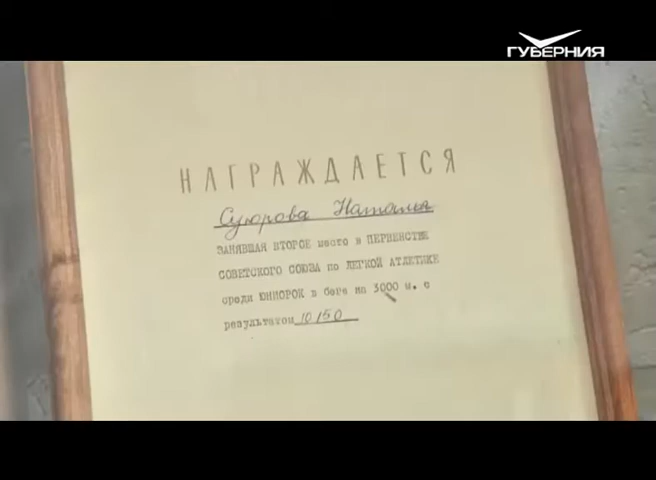 ГУБЕРНИЯ
НАГРАЖДАЕТСЯ
Суюрова Наталья
ЗАНЯВШАЯ ВТОРОЕ место в ПЕРВЕНСТВЕ
СОВЕТСКОГО СОЮЗА по ЛЕГКОЙ АТЛЕТИКЕ
среди ЮНИОРОК в беге на 3000 м. с
результатом 10.15.0